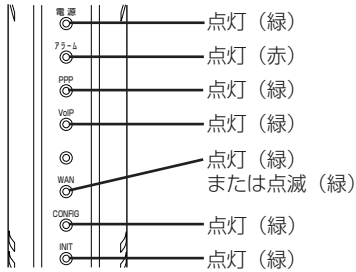 電源
点灯（緑）
アラーム
点灯（赤）
PPP
点灯（緑）
VoIP
点灯（緑）
WAN
点灯（緑）
または点滅（緑）
CONFIG
点灯（緑）
INIT
点灯（緑）